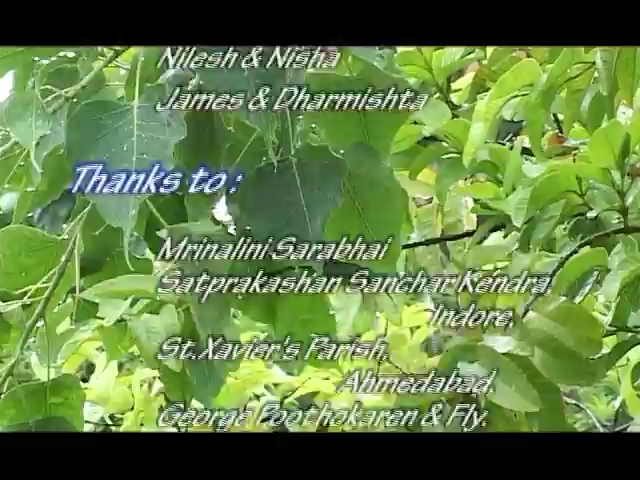 Nilesh & Nisha
James & Dharmishta
Thanks to :
Mrinalini Sarabhai
Satprakashan Sanchar Kendra,
Indore,
St.Xavier's Parish,
Ahmedabad,
George Poothokaren & Fly.